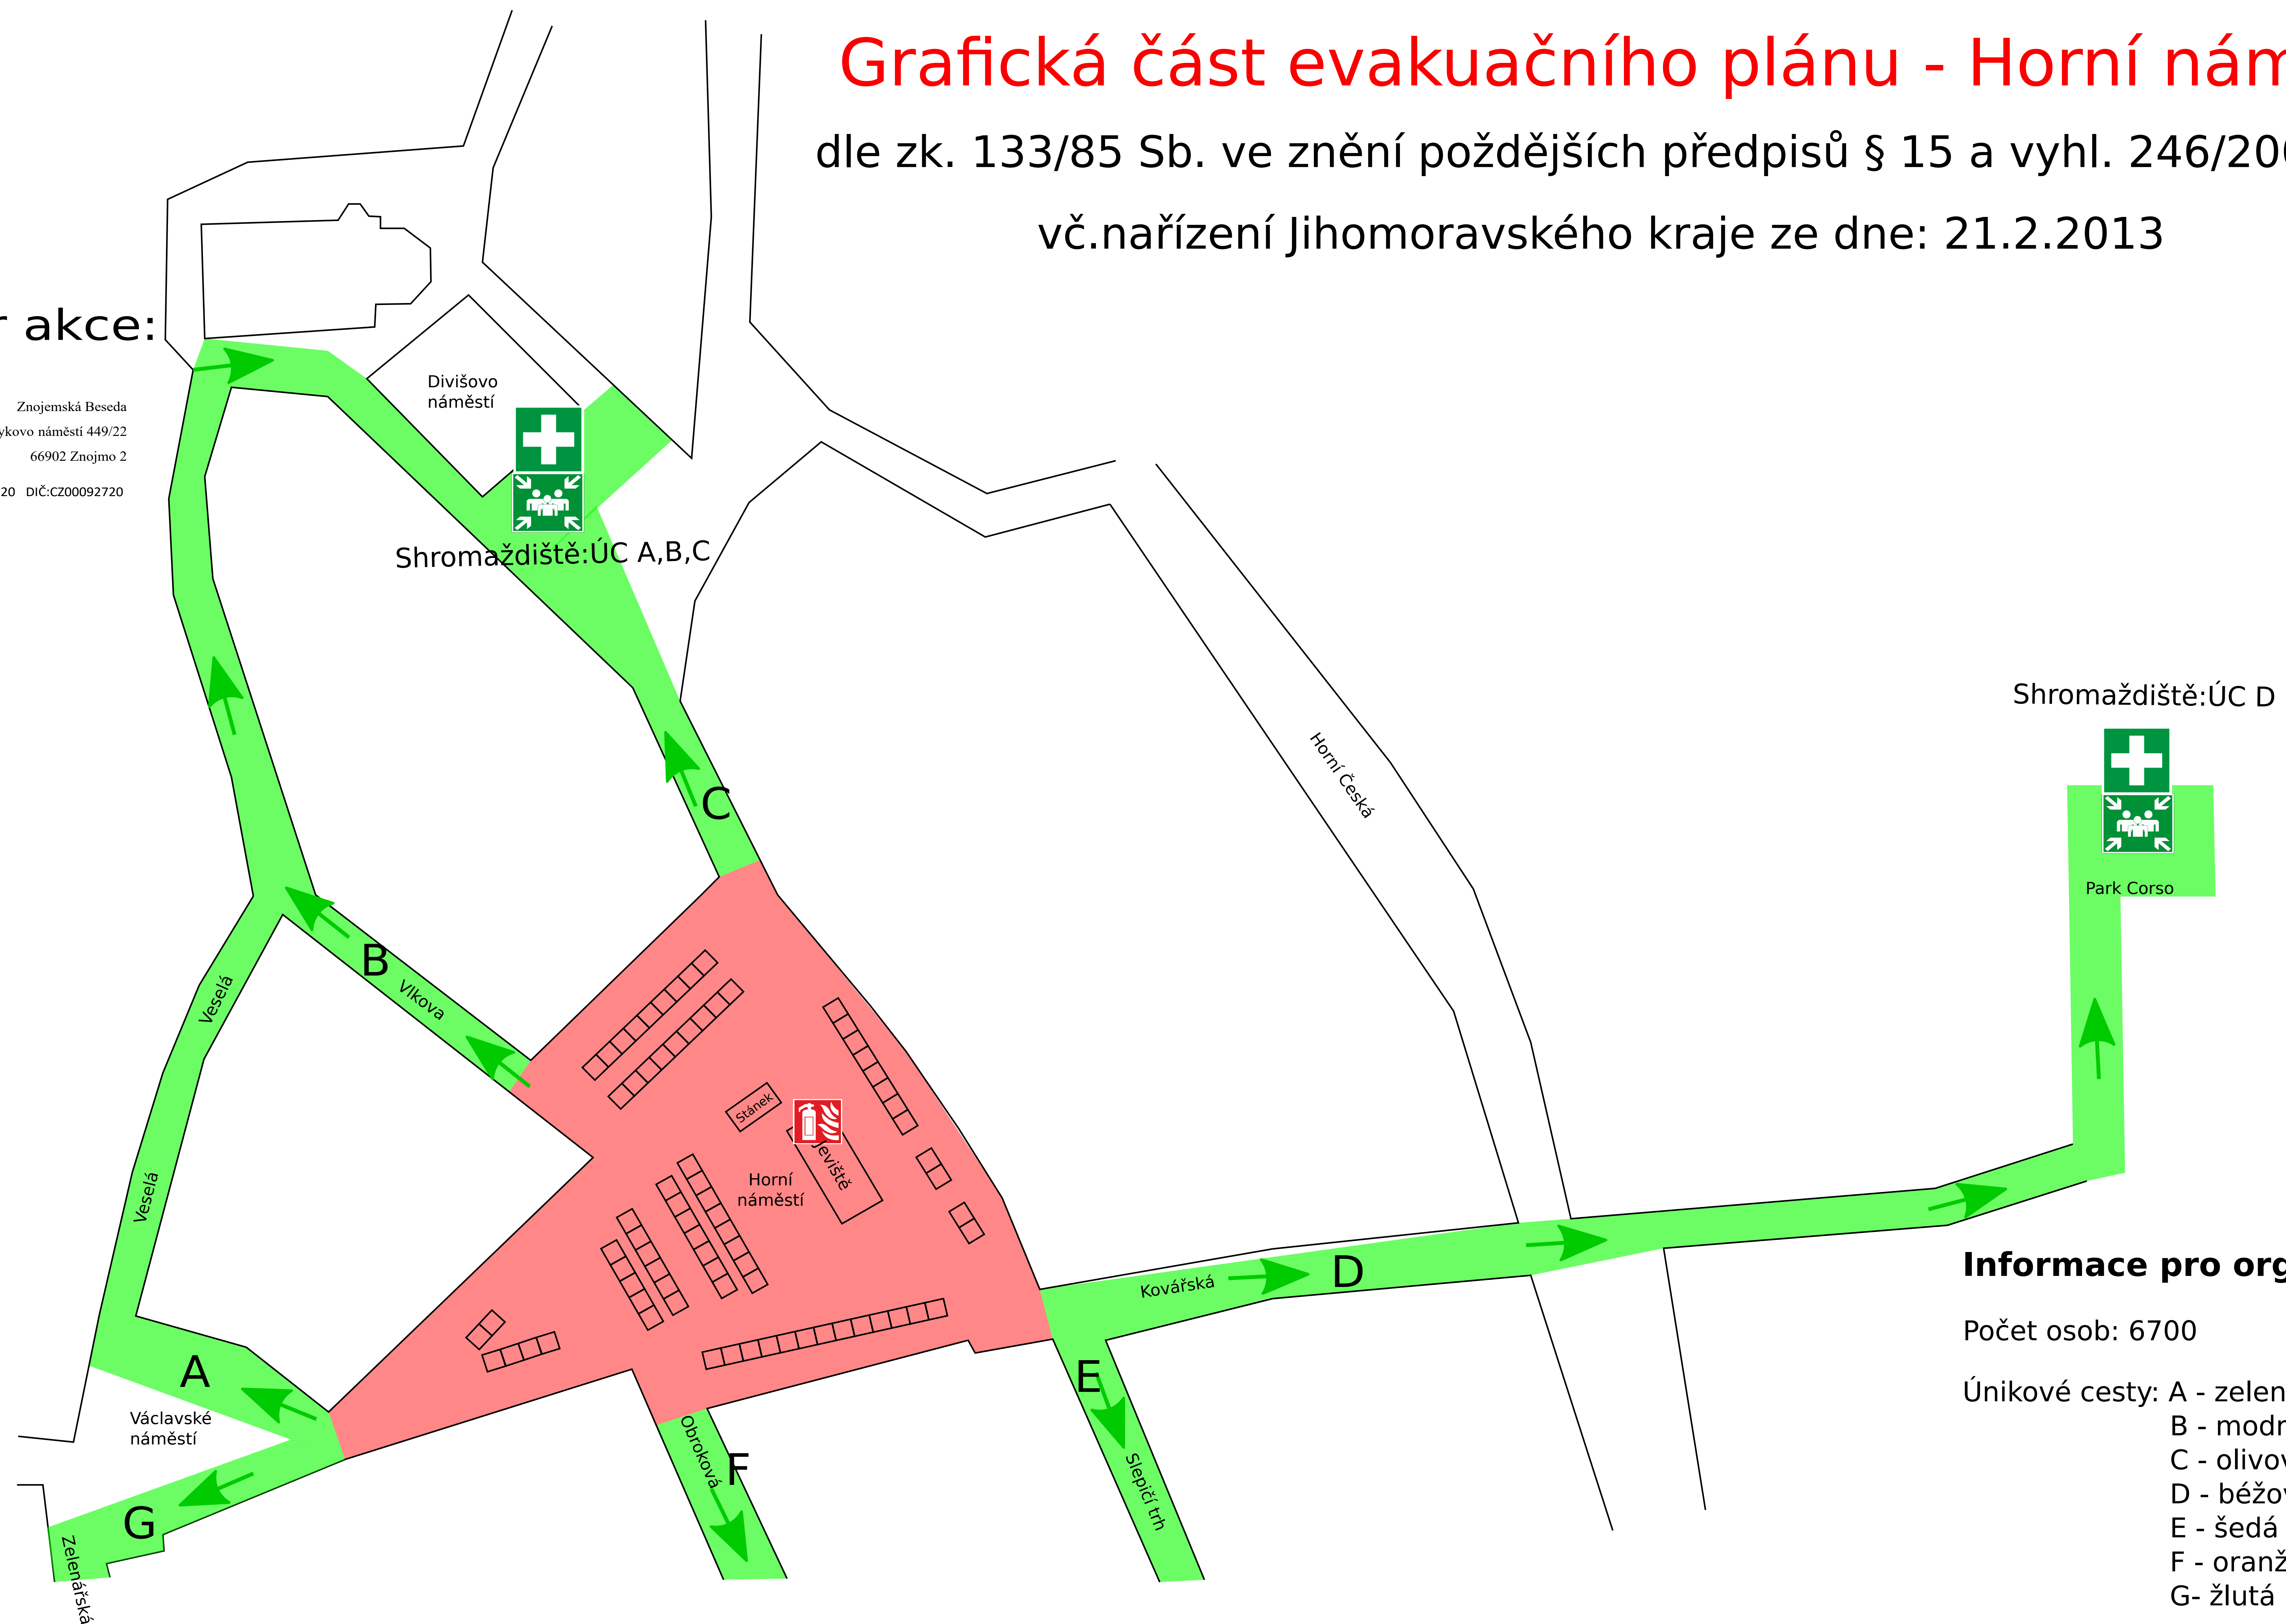 Grafická část evakuačního plánu - Horní nám
dle zk. 133/85 Sb. ve znění poždějších předpisů § 15 a vyhl. 246/200
vč.nařízení Jihomoravského kraje ze dne: 21.2.2013
r akce:
Znojemská Beseda
ykovo náměstí 449/22
66902 Znojmo 2
20 DIČ:CZ00092720
Divišovo
náměstí
Shromaždiště:ÚC A,B,C
Horní Česká
Shromaždiště:ÚC D
Park Corso
C
B
Vlkova
Veselá
Veselá
Stánek
Jeviště
Horní
náměstí
A
Václavské
náměstí
G
Zelenářská
Obroková
F
E
Slepičí trh
Kovářská
D
Informace pro org
Počet osob: 6700
Únikové cesty: A - zelen
B - modr
C - olivov
D - béžov
E - šedá
F - oranž
G- žlutá